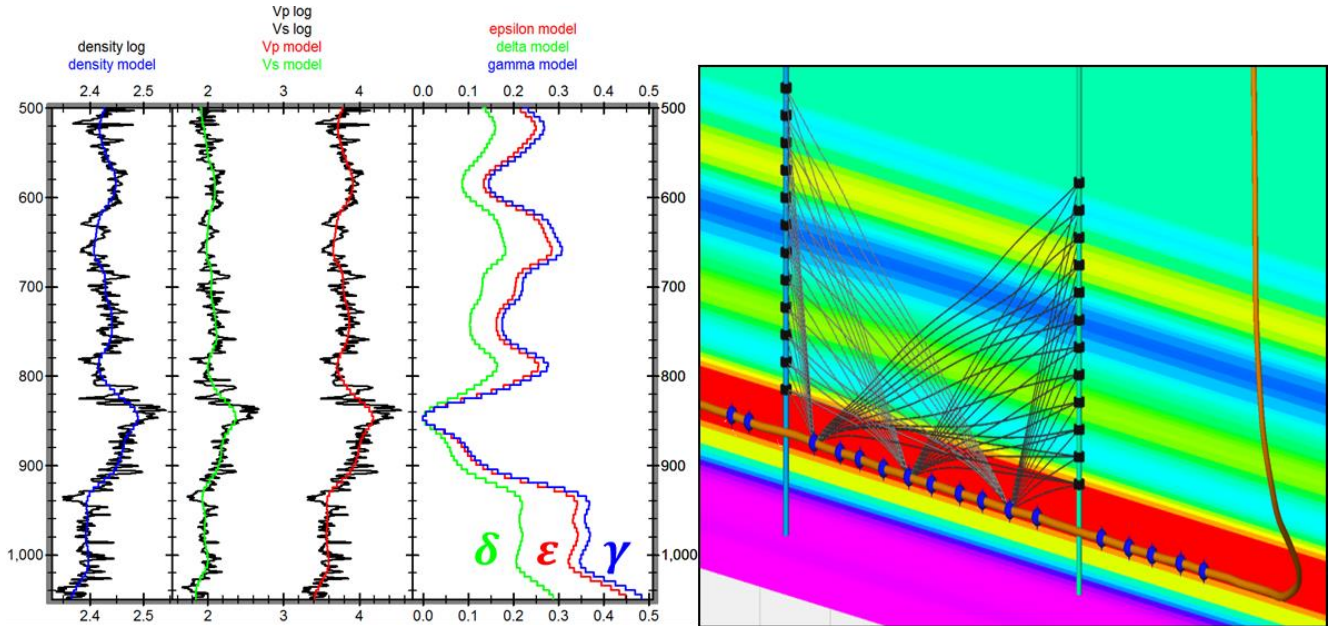 Vp log
Vs log
density log Vp model epsilon model
density model Vs model delta model
gamma model
2.4 2.5 2 3 4 0.0 0.1 0.2 0.3 0.4 0.5
500 500
600 600
700 700
800 800
900 900
1,000 δ ε γ 1,000
2.4 2.5 2 3 4 0.0 0.1 0.2 0.3 0.4 0.5